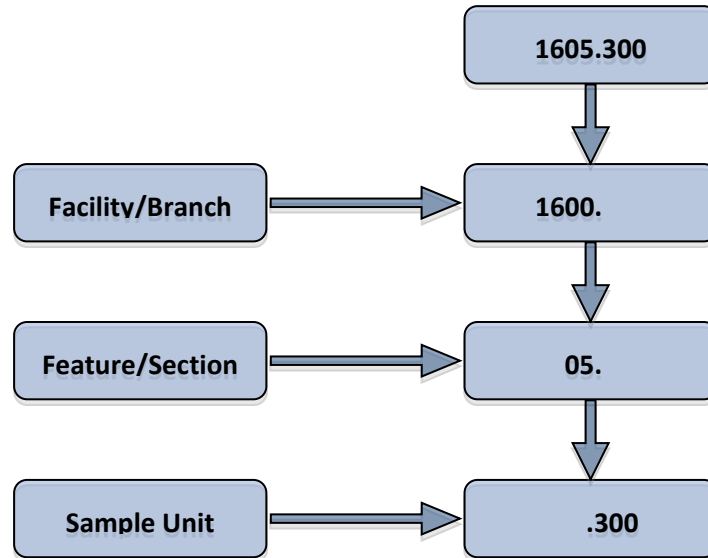 1605.300
Facility/Branch
1600.
Feature/Section
05.
Sample Unit
.300